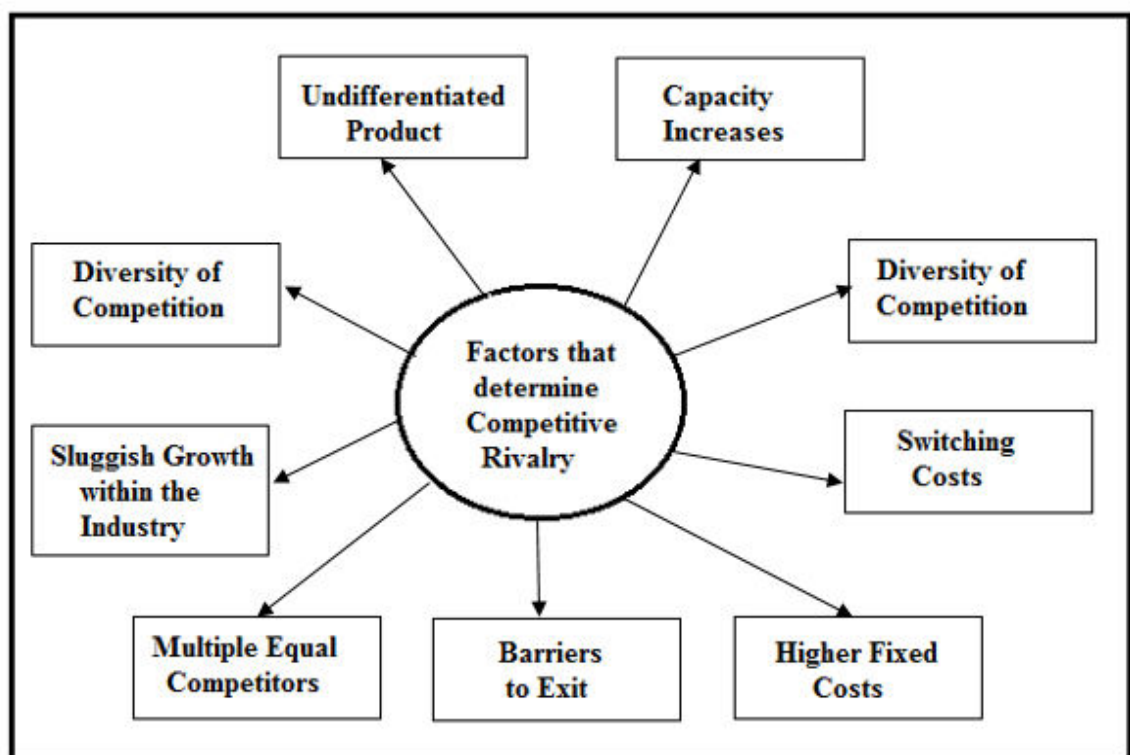 Undifferentiated
Product
Capacity
Increases
Diversity of
Competition
Diversity of
Competition
Factors that
determine
Competitive
Rivalry
Sluggish Growth
within the
Industry
Switching
Costs
Multiple Equal
Competitors
Barriers
to Exit
Higher Fixed
Costs